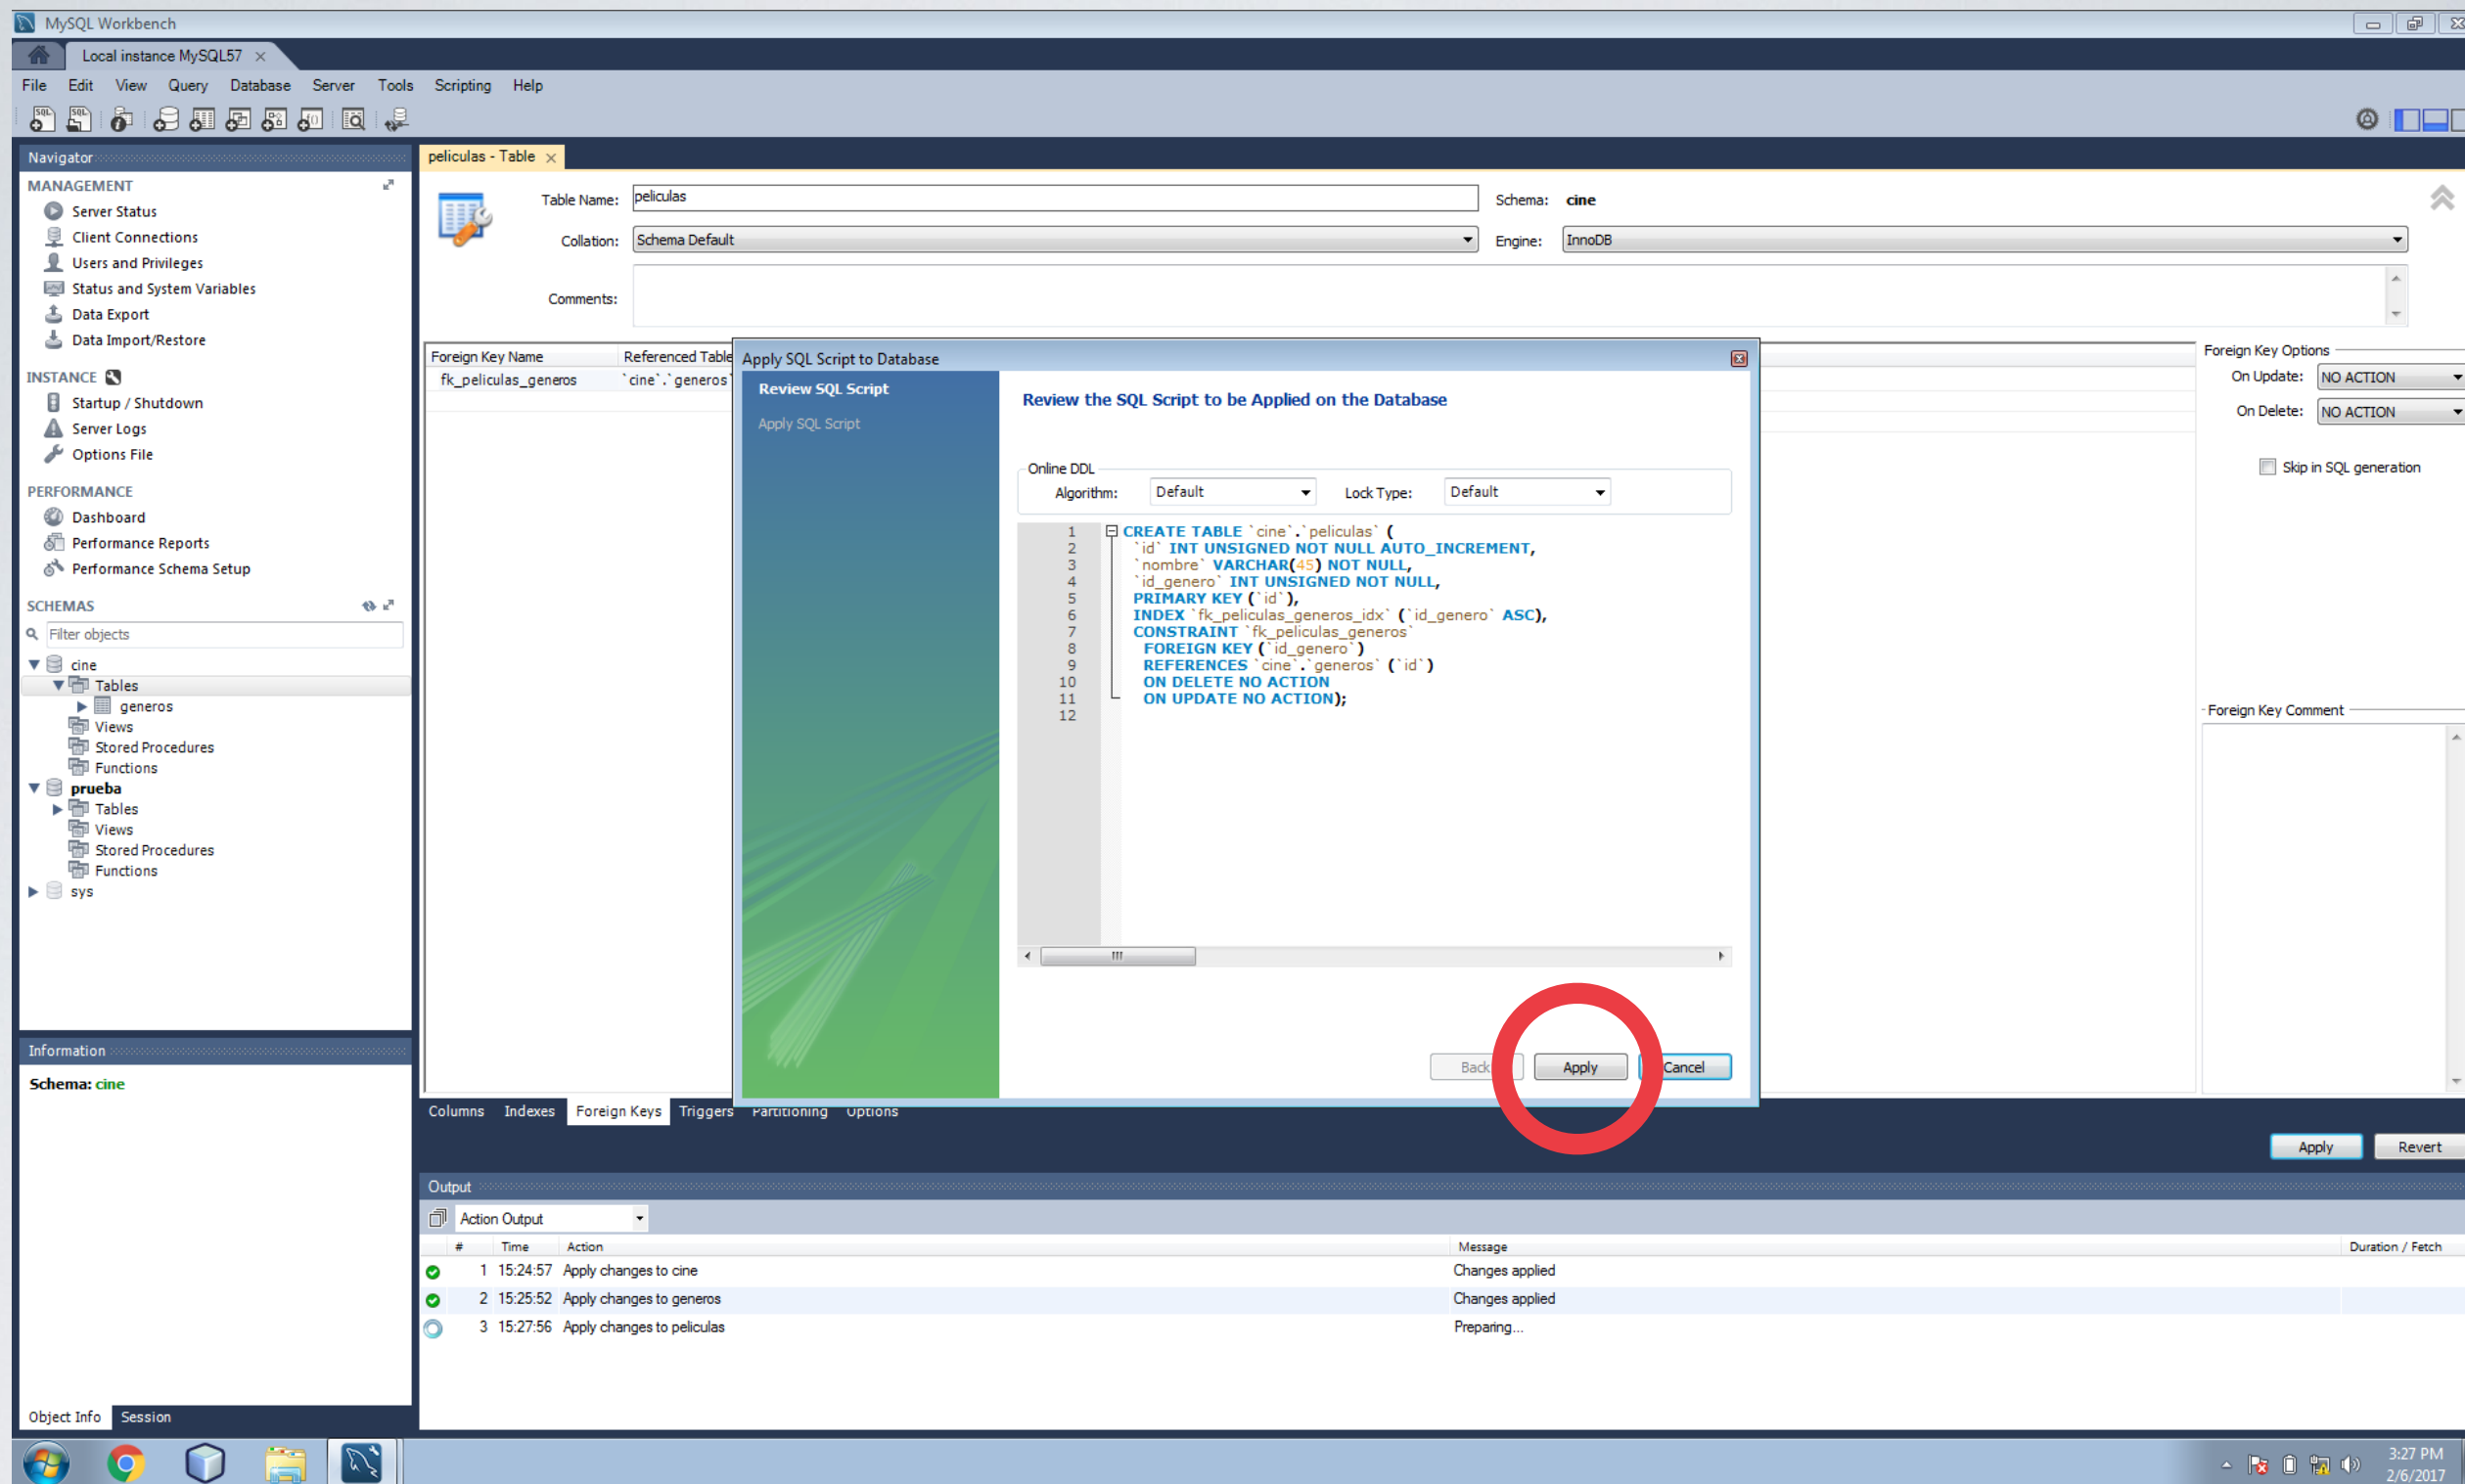 MySQL Workbench
Local instance MySQL57
File Edit View Query Database Server Tools Scripting Help
Navigator
MANAGEMENT
Server Status
Client Connections
Users and Privileges
Status and System Variables
Data Export
Data Import/Restore
INSTANCE
Startup / Shutdown
Server Logs
Options File
PERFORMANCE
Dashboard
Performance Reports
Performance Schema Setup
SCHEMAS
Filter objects
cine
Tables
generos
Views
Stored Procedures
Functions
prueba
Tables
Views
Stored Procedures
Functions
sys
Information
Schema: cine
Object Info Session
peliculas - Table
Table Name: peliculas Schema: cine
Collation: Schema Default Engine: InnoDB
Comments:
Foreign Key Name Referenced Table
fk_peliculas_generos `cine`.`generos`
Apply SQL Script to Database
Review SQL Script
Apply SQL Script
Review the SQL Script to be Applied on the Database
Online DDL
Algorithm: Default Lock Type: Default
1 CREATE TABLE `cine`.`peliculas` (
2 `id` INT UNSIGNED NOT NULL AUTO_INCREMENT,
3 `nombre` VARCHAR(45) NOT NULL,
4 `id_genero` INT UNSIGNED NOT NULL,
5 PRIMARY KEY (`id`),
6 INDEX `fk_peliculas_generos_idx` (`id_genero` ASC),
7 CONSTRAINT `fk_peliculas_generos`
8 FOREIGN KEY (`id_genero`)
9 REFERENCES `cine`.`generos` (`id`)
10 ON DELETE NO ACTION
11 ON UPDATE NO ACTION);
12
Back Apply Cancel
Foreign Key Options
On Update: NO ACTION
On Delete: NO ACTION
Skip in SQL generation
Foreign Key Comment
Columns Indexes Foreign Keys Triggers Partitioning Options
Apply Revert
Output
Action Output
# Time Action Message Duration / Fetch
1 15:24:57 Apply changes to cine Changes applied
2 15:25:52 Apply changes to generos Changes applied
3 15:27:56 Apply changes to peliculas Preparing...
3:27 PM
2/6/2017